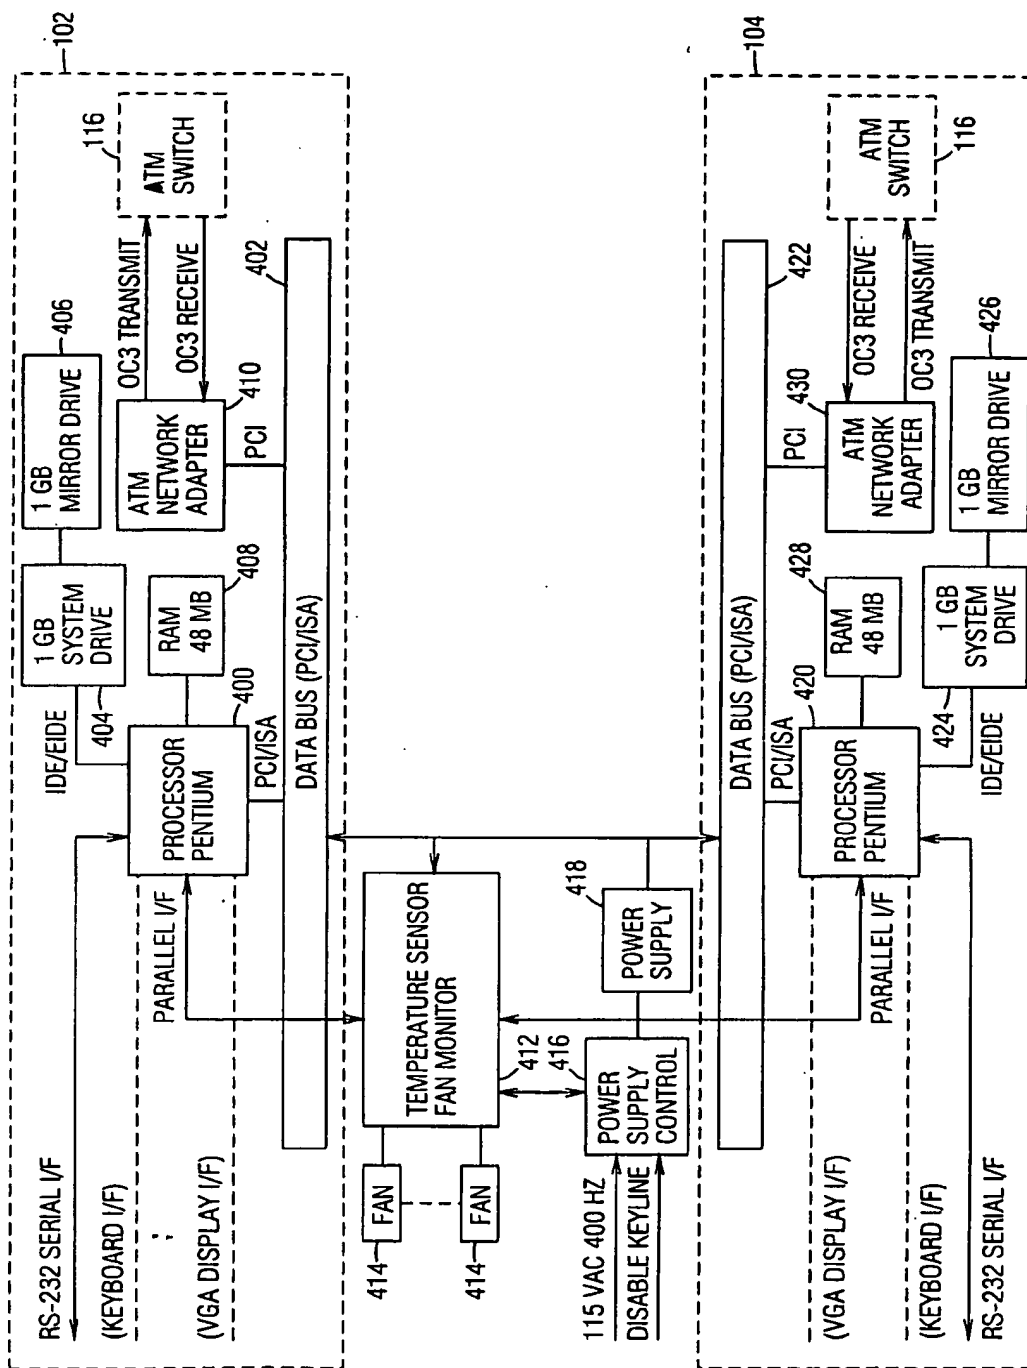 102
RS-232 SERIAL I/F
(KEYBOARD I/F)
(VGA DISPLAY I/F)
PARALLEL I/F
IDE/EIDE
404
1 GB
SYSTEM
DRIVE
1 GB
MIRROR DRIVE
406
PROCESSOR
PENTIUM
400
RAM
48 MB
408
ATM
NETWORK
ADAPTER
410
OC3 TRANSMIT
OC3 RECEIVE
116
ATM
SWITCH
PCI/ISA
PCI
DATA BUS (PCI/ISA)
402
TEMPERATURE SENSOR
FAN MONITOR
412
FAN
414
FAN
414
115 VAC 400 HZ
DISABLE KEYLINE
416
POWER
SUPPLY
CONTROL
POWER
SUPPLY
418
104
DATA BUS (PCI/ISA)
422
PCI/ISA
PCI
(VGA DISPLAY I/F)
(KEYBOARD I/F)
RS-232 SERIAL I/F
PARALLEL I/F
PROCESSOR
PENTIUM
420
RAM
48 MB
428
ATM
NETWORK
ADAPTER
430
OC3 RECEIVE
OC3 TRANSMIT
ATM
SWITCH
116
IDE/EIDE
424
1 GB
SYSTEM
DRIVE
1 GB
MIRROR DRIVE
426